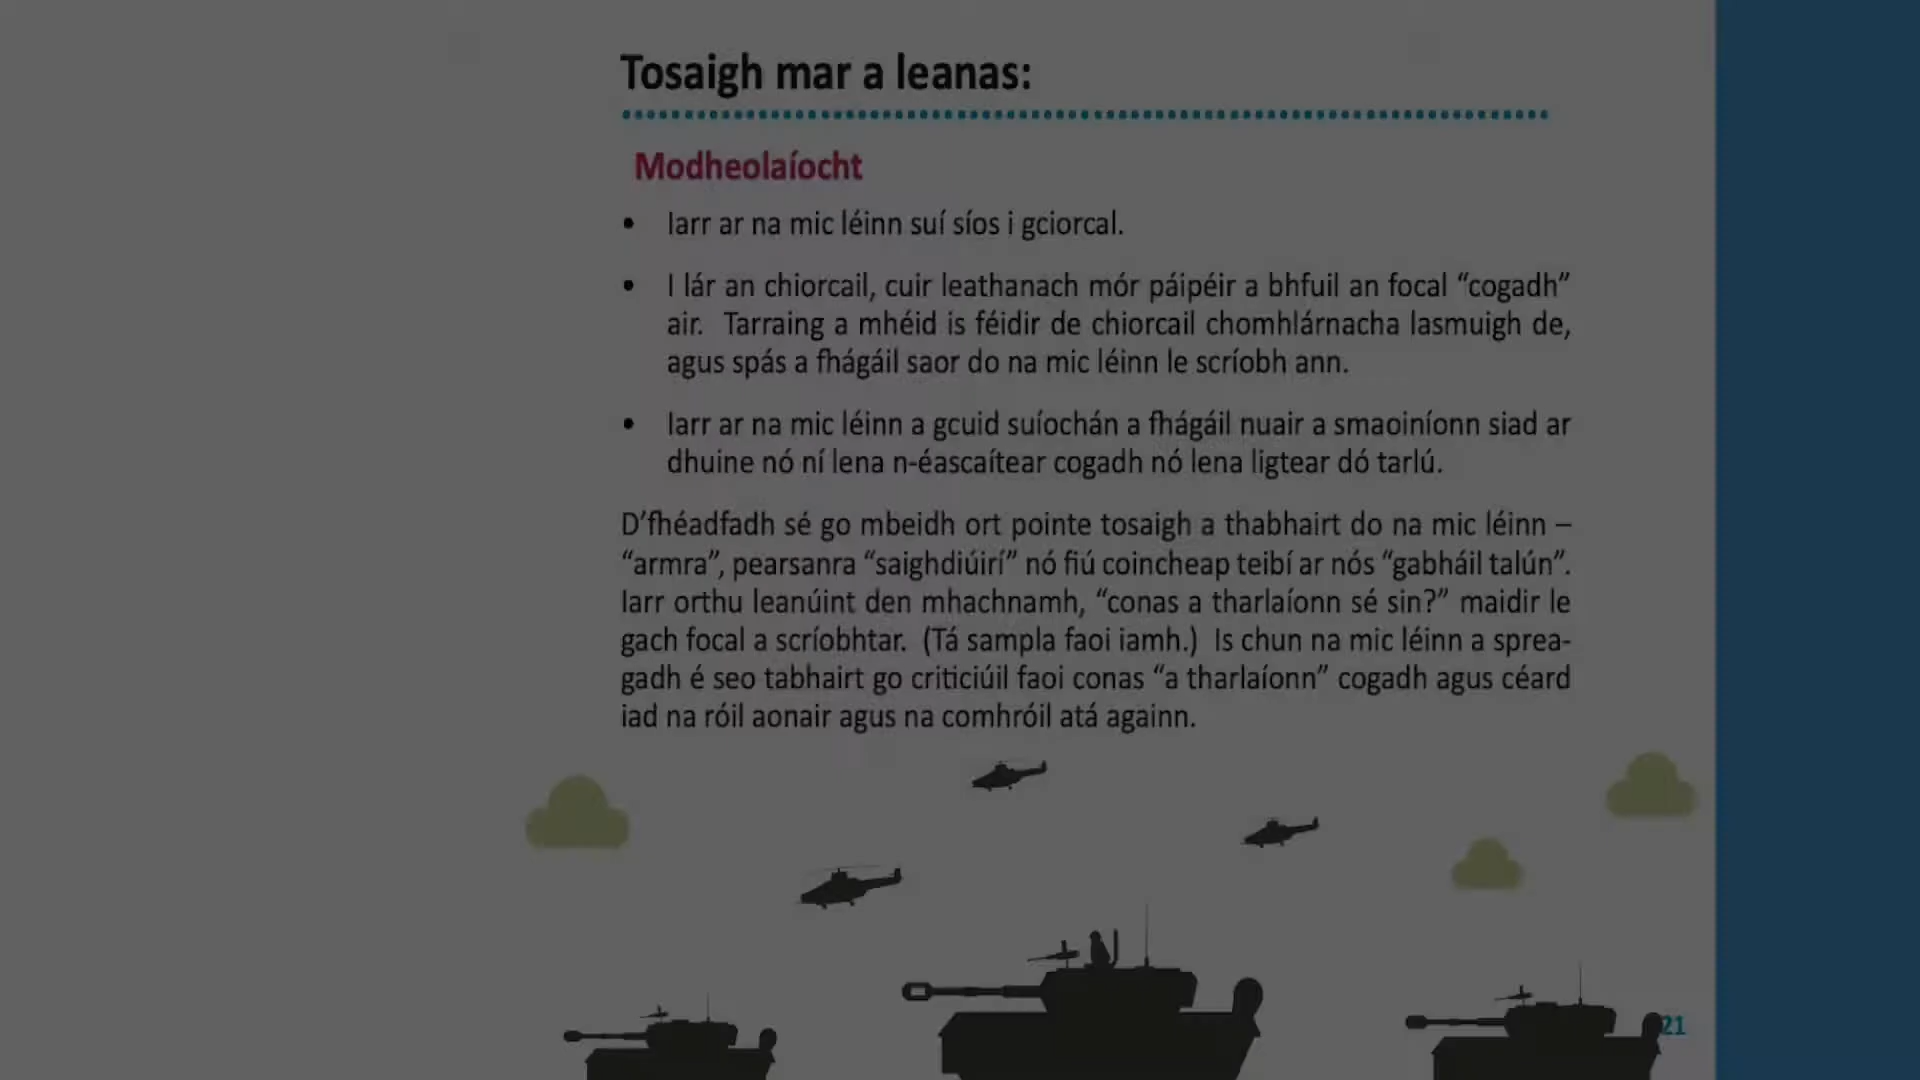 Tosaigh mar a leanas:
Modheolaíocht
• Iarr ar na mic léinn suí síos i gciorcal.
• I lár an chiorcail, cuir leathanach mór páipéir a bhfuil an focal “cogadh”
air. Tarraing a mhéid is féidir de chiorcail chomhlárnacha lasmuigh de,
agus spás a fhágáil saor do na mic léinn le scríobh ann.
• Iarr ar na mic léinn a gcuid suíochán a fhágáil nuair a smaoiníonn siad ar
dhuine nó ní lena n-éascaítear cogadh nó lena ligtear dó tarlú.
D’fhéadfadh sé go mbeidh ort pointe tosaigh a thabhairt do na mic léinn –
“armra”, pearsanra “saighdiúirí” nó fiú coincheap teibí ar nós “gabháil talún”.
Iarr orthu leanúint den mhachnamh, “conas a tharlaíonn sé sin?” maidir le
gach focal a scríobhtar. (Tá sampla faoi iamh.) Is chun na mic léinn a sprea-
gadh é seo tabhairt go criticiúil faoi conas “a tharlaíonn” cogadh agus céard
iad na róil aonair agus na comhróil atá againn.
21